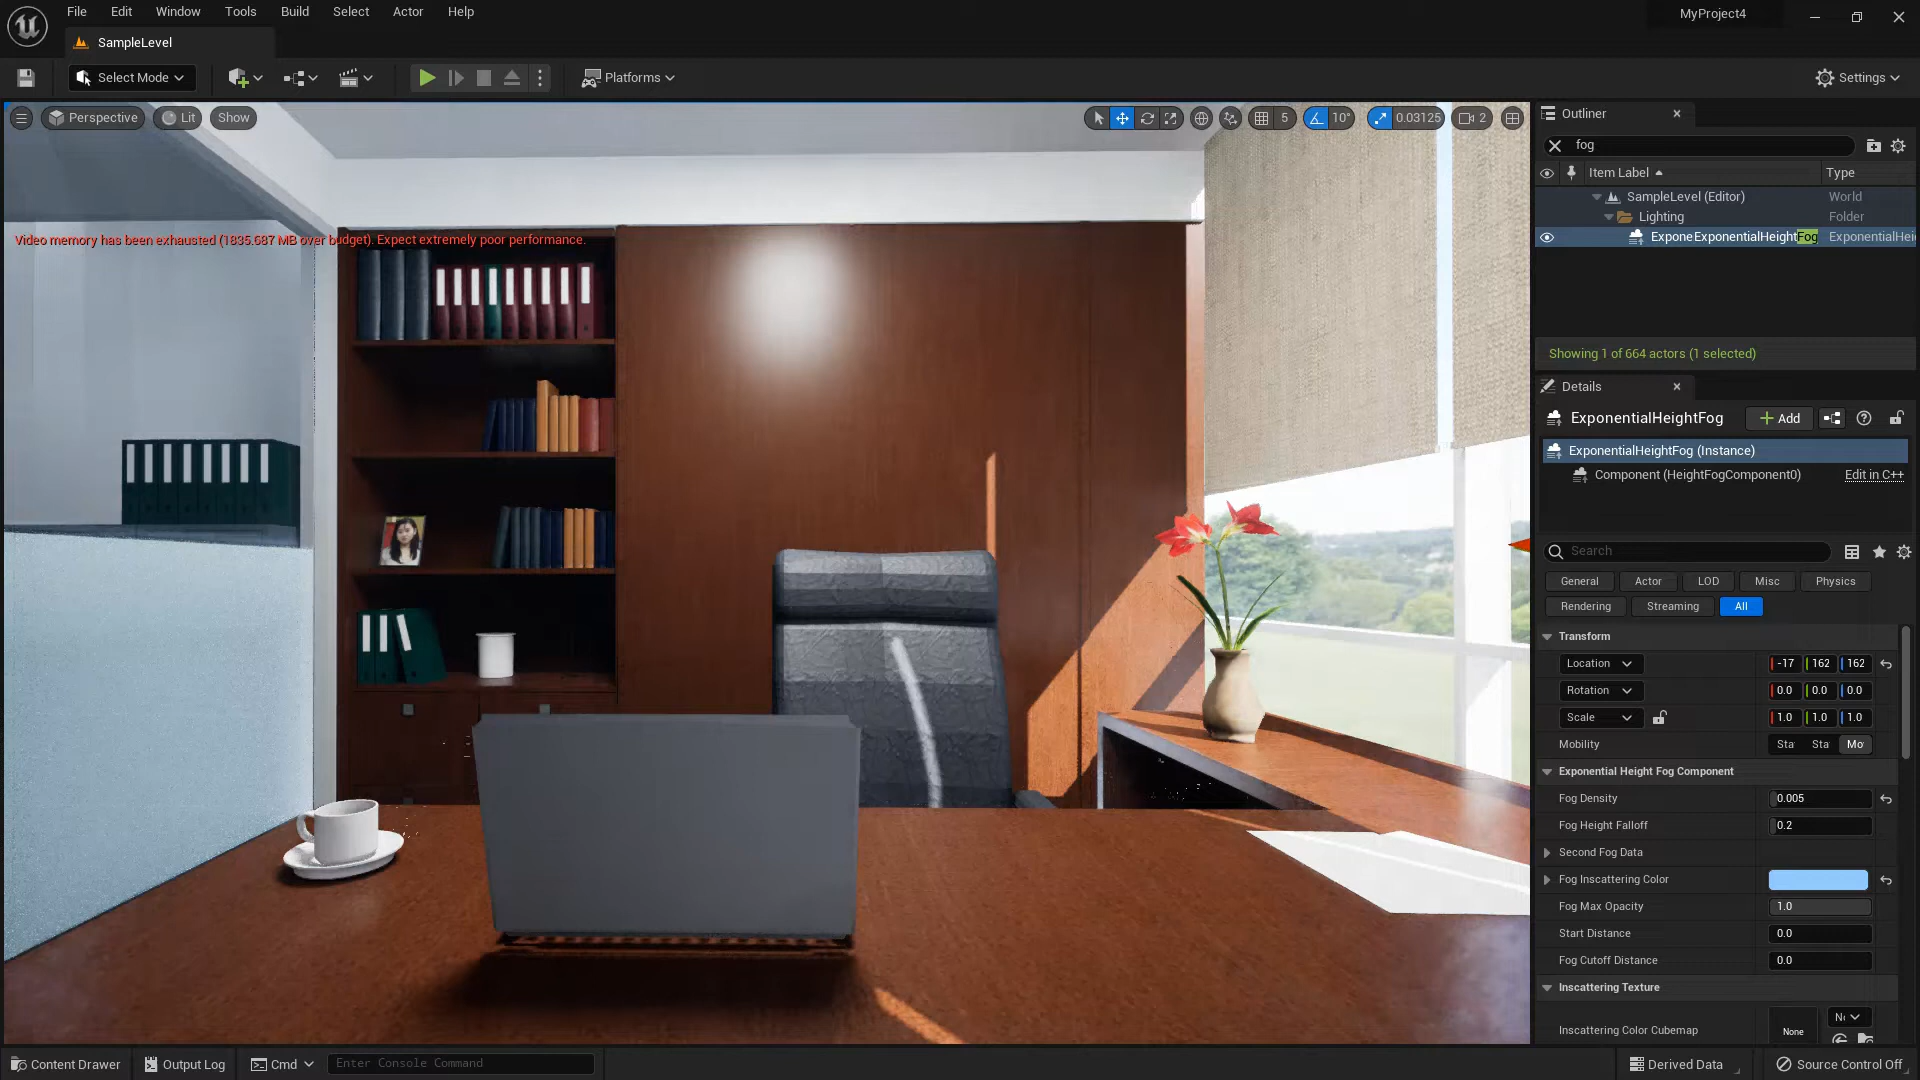 File Edit Window Tools Build Select Actor Help
MyProject4
SampleLevel
Select Mode
Platforms
Settings
Perspective Lit Show
5 10° 0.03125 2
Video memory has been exhausted (1835.687 MB over budget). Expect extremely poor performance.
Outliner
fog
Item Label Type
SampleLevel (Editor) World
Lighting Folder
ExponeExponentialHeightFog ExponentialHei
Showing 1 of 664 actors (1 selected)
Details
ExponentialHeightFog Add
ExponentialHeightFog (Instance)
Component (HeightFogComponent0) Edit in C++
Search
General Actor LOD Misc Physics
Rendering Streaming All
Transform
Location -17 162 162
Rotation 0.0 0.0 0.0
Scale 1.0 1.0 1.0
Mobility Sta Sta Mo
Exponential Height Fog Component
Fog Density 0.005
Fog Height Falloff 0.2
Second Fog Data
Fog Inscattering Color
Fog Max Opacity 1.0
Start Distance 0.0
Fog Cutoff Distance 0.0
Inscattering Texture
Inscattering Color Cubemap None
Content Drawer Output Log Cmd Enter Console Command
Derived Data Source Control Off